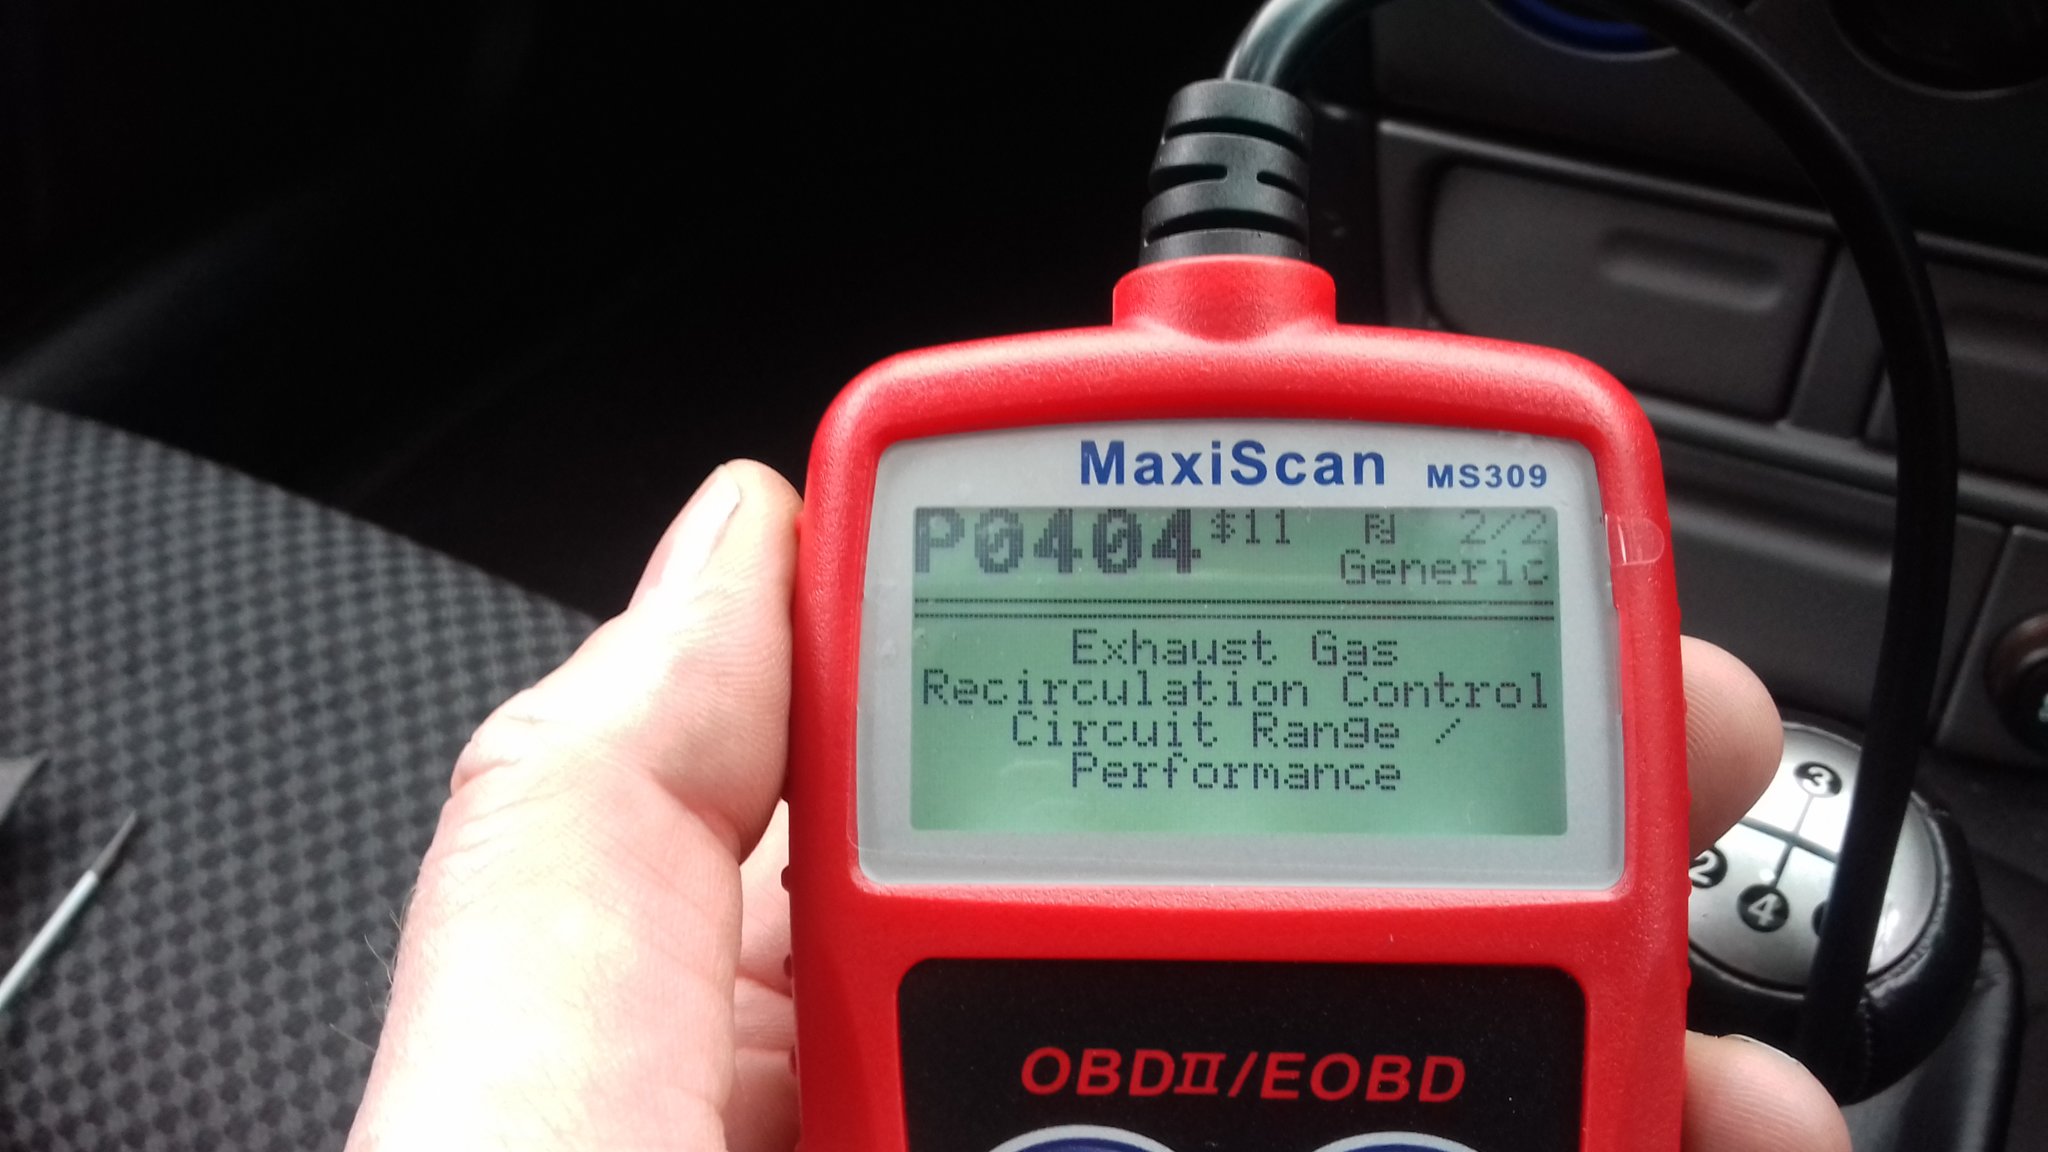 MaxiScan MS309
P0404 $11 Pd 2/2
Generic
Exhaust Gas
Recirculation Control
Circuit Range /
Performance
OBDII/EOBD
3
2
4